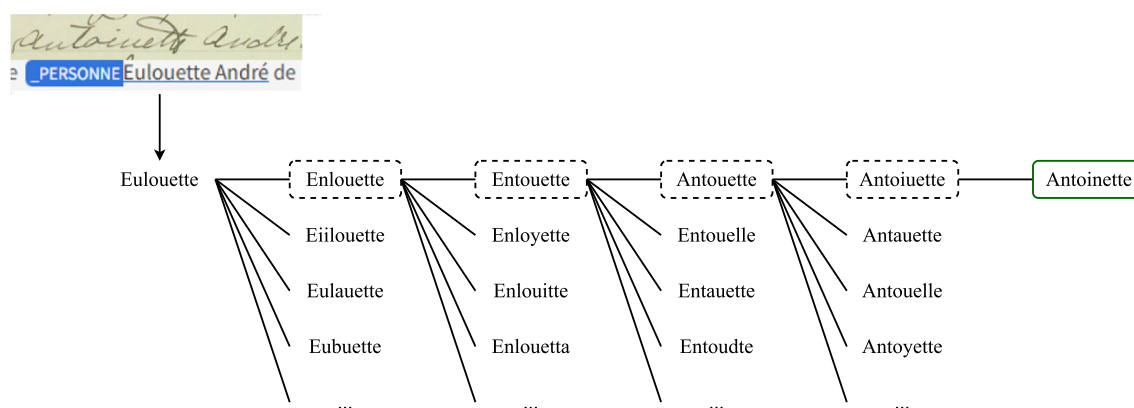 Antoinette André.
e _PERSONNE Eulouette André de
Eulouette Enlouette Entouette Antouette Antoiuette Antoinette
Eiilouette Enloyette Entouelle Antauette
Eulauette Enlouitte Entauette Antouelle
Eubuette Enlouetta Entoudte Antoyette
... ... ... ...